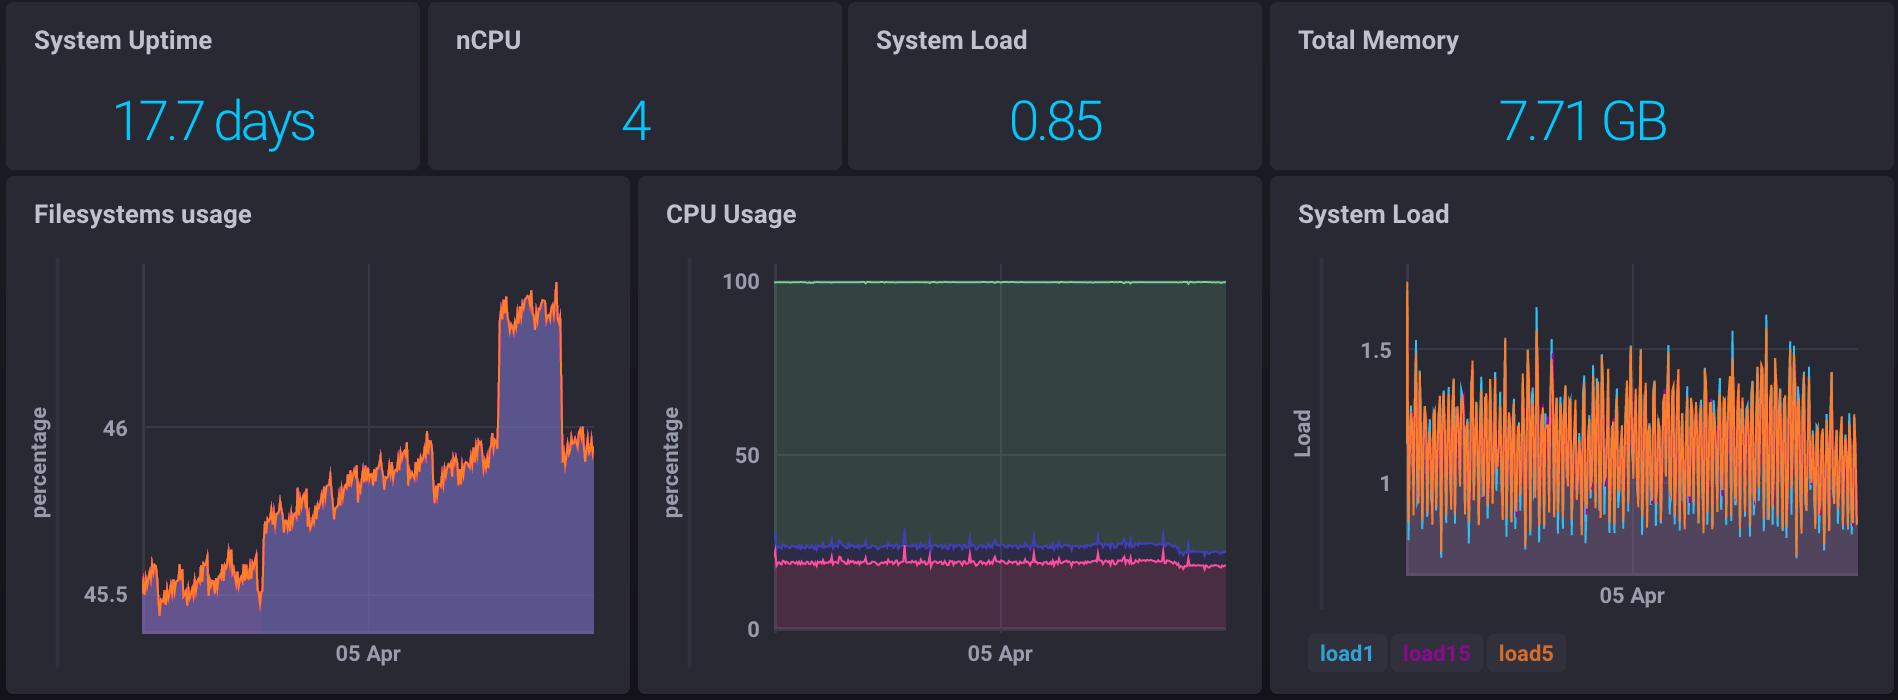 System Uptime
17.7 days
nCPU
4
System Load
0.85
Total Memory
7.71 GB
Filesystems usage
percentage
46
45.5
05 Apr
CPU Usage
percentage
100
50
0
05 Apr
System Load
Load
1.5
1
05 Apr
load1 load15 load5